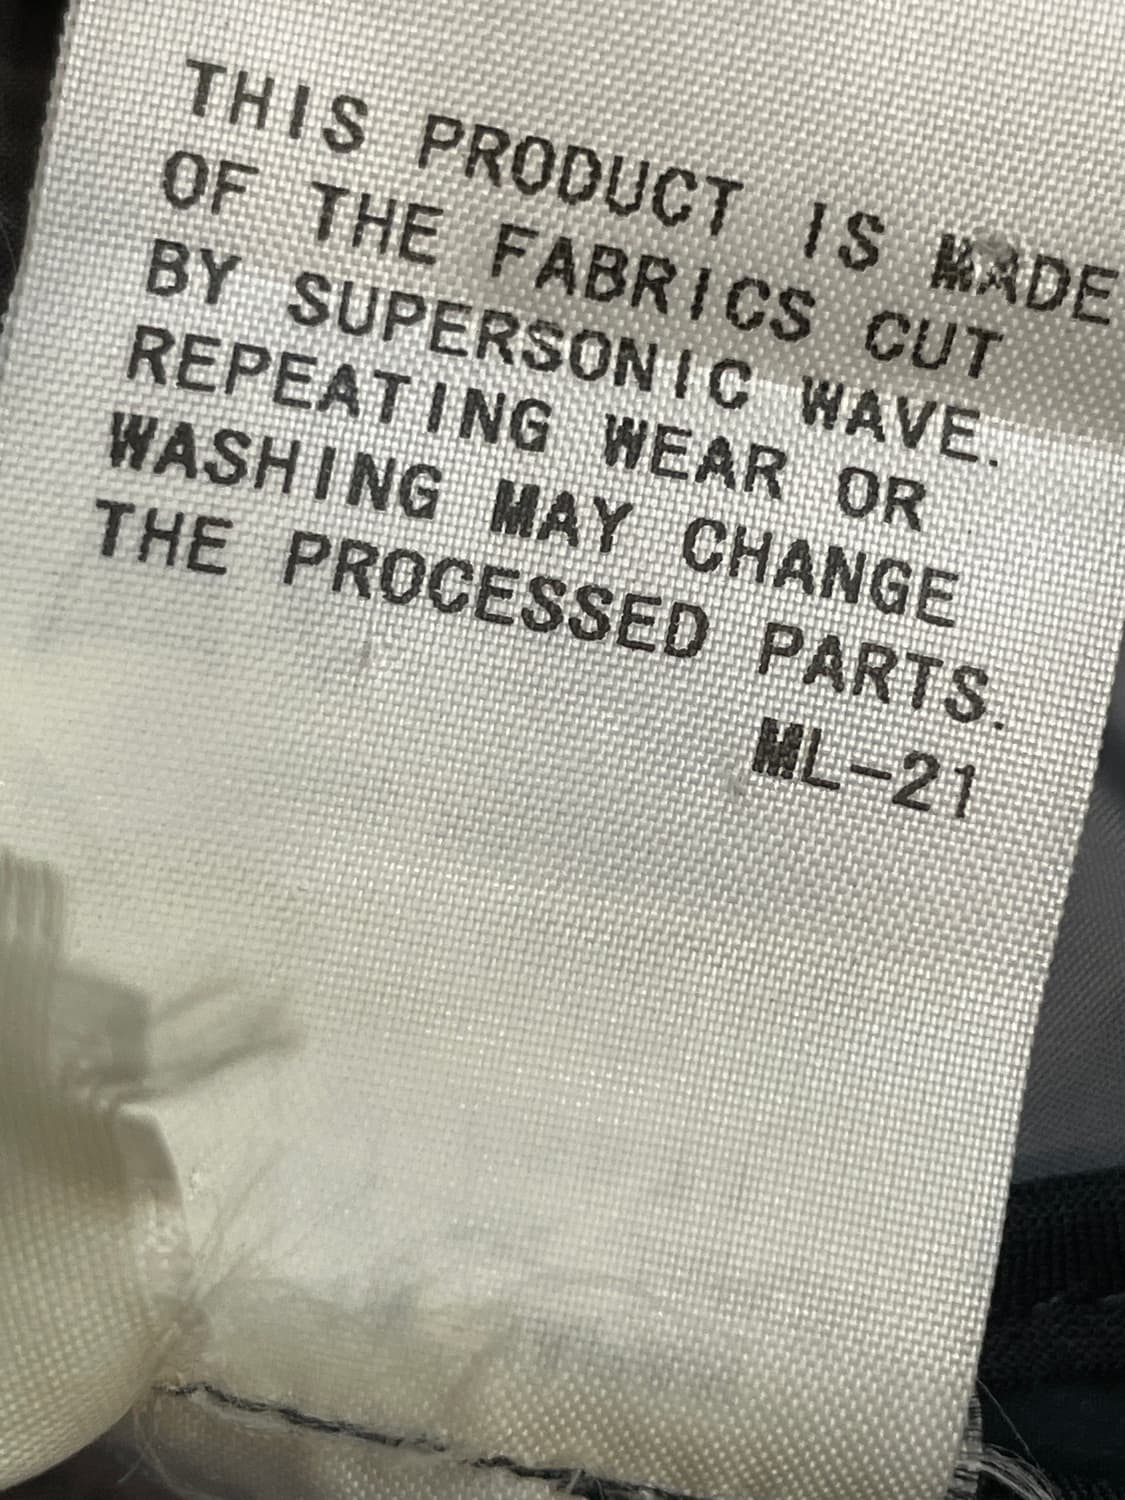 THIS PRODUCT IS MADE
OF THE FABRICS CUT
BY SUPERSONIC WAVE.
REPEATING WEAR OR
WASHING MAY CHANGE
THE PROCESSED PARTS.
ML-21